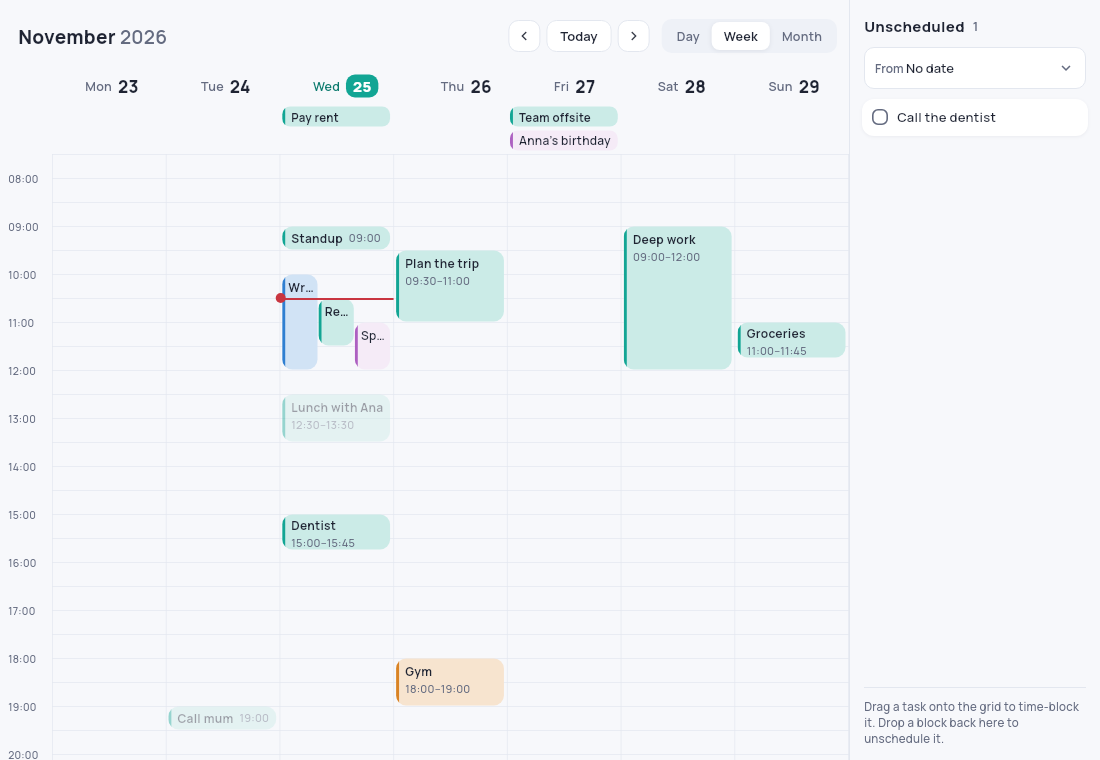 November 2026
Today
Day Week Month
Mon 23 Tue 24 Wed 25 Thu 26 Fri 27 Sat 28 Sun 29
Pay rent
Team offsite
Anna's birthday
08:00
09:00
10:00
11:00
12:00
13:00
14:00
15:00
16:00
17:00
18:00
19:00
20:00
Call mum 19:00
Standup 09:00
Wr…
Re…
Sp…
Lunch with Ana
12:30–13:30
Dentist
15:00–15:45
Plan the trip
09:30–11:00
Gym
18:00–19:00
Deep work
09:00–12:00
Groceries
11:00–11:45
Unscheduled 1
From No date
Call the dentist
Drag a task onto the grid to time-block
it. Drop a block back here to
unschedule it.